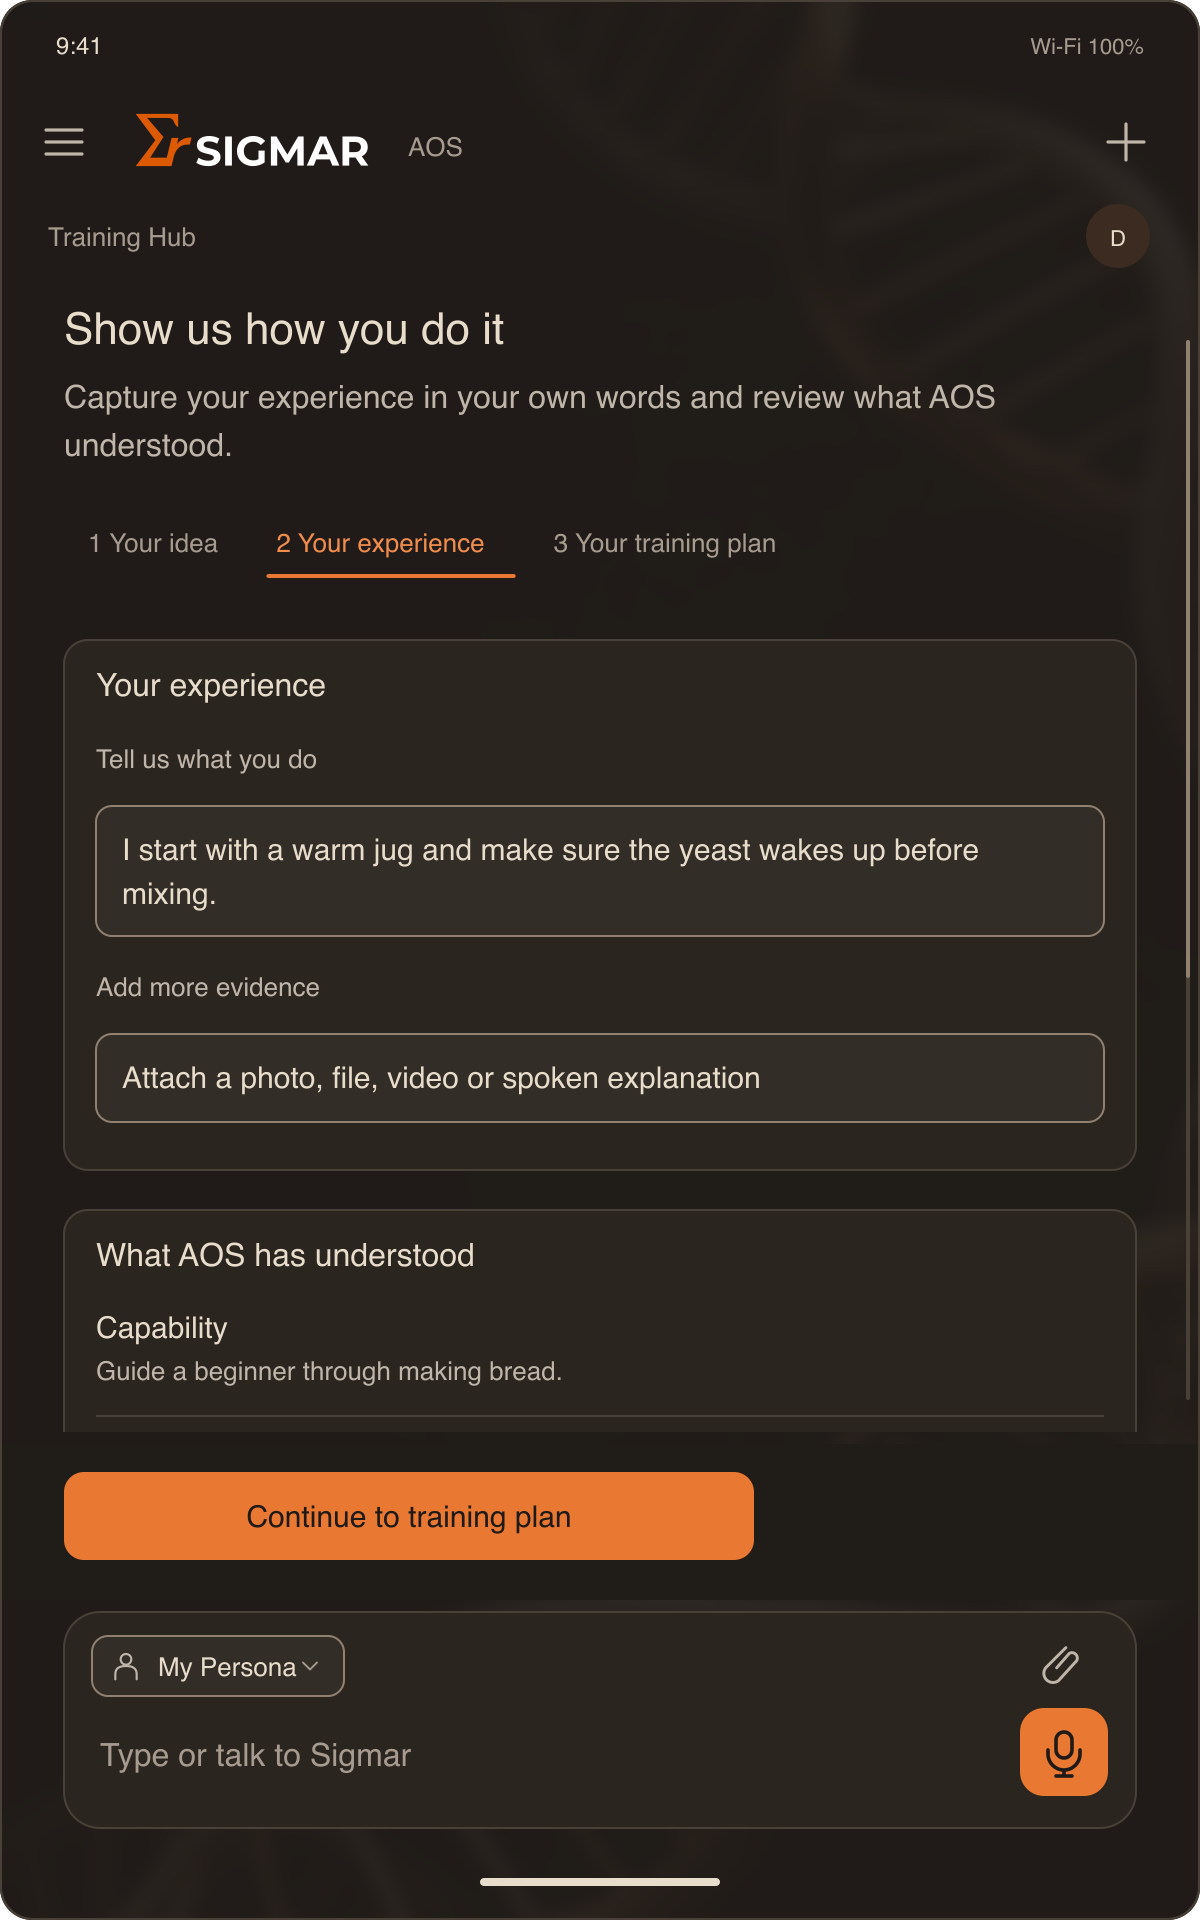 9:41
Wi-Fi 100%
Σr SIGMAR AOS
Training Hub
D
Show us how you do it
Capture your experience in your own words and review what AOS
understood.
1 Your idea
2 Your experience
3 Your training plan
Your experience
Tell us what you do
I start with a warm jug and make sure the yeast wakes up before
mixing.
Add more evidence
Attach a photo, file, video or spoken explanation
What AOS has understood
Capability
Guide a beginner through making bread.
Continue to training plan
My Persona
Type or talk to Sigmar